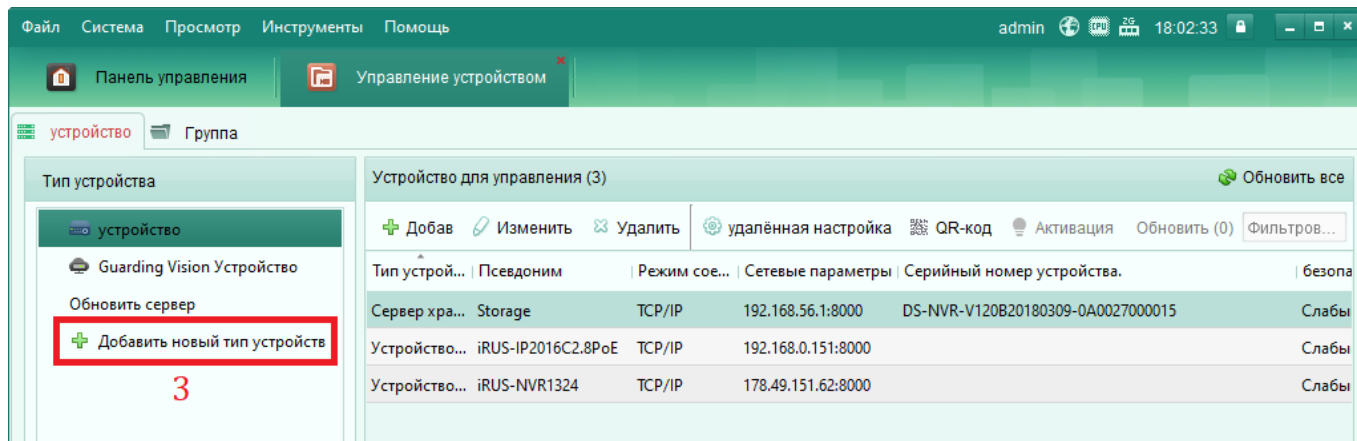 Файл Система Просмотр Инструменты Помощь admin CPU 2G 18:02:33
Панель управления Управление устройством
устройство Группа
Тип устройства
устройство
Guarding Vision Устройство
Обновить сервер
Добавить новый тип устройств
3
Устройство для управления (3) Обновить все
Добав Изменить Удалить удалённая настройка QR-код Активация Обновить (0) Фильтров...
Тип устрой... Псевдоним Режим сое... Сетевые параметры Серийный номер устройства. безопа
Сервер хра... Storage TCP/IP 192.168.56.1:8000 DS-NVR-V120B20180309-0A0027000015 Слабы
Устройство... iRUS-IP2016C2.8PoE TCP/IP 192.168.0.151:8000 Слабы
Устройство... iRUS-NVR1324 TCP/IP 178.49.151.62:8000 Слабы